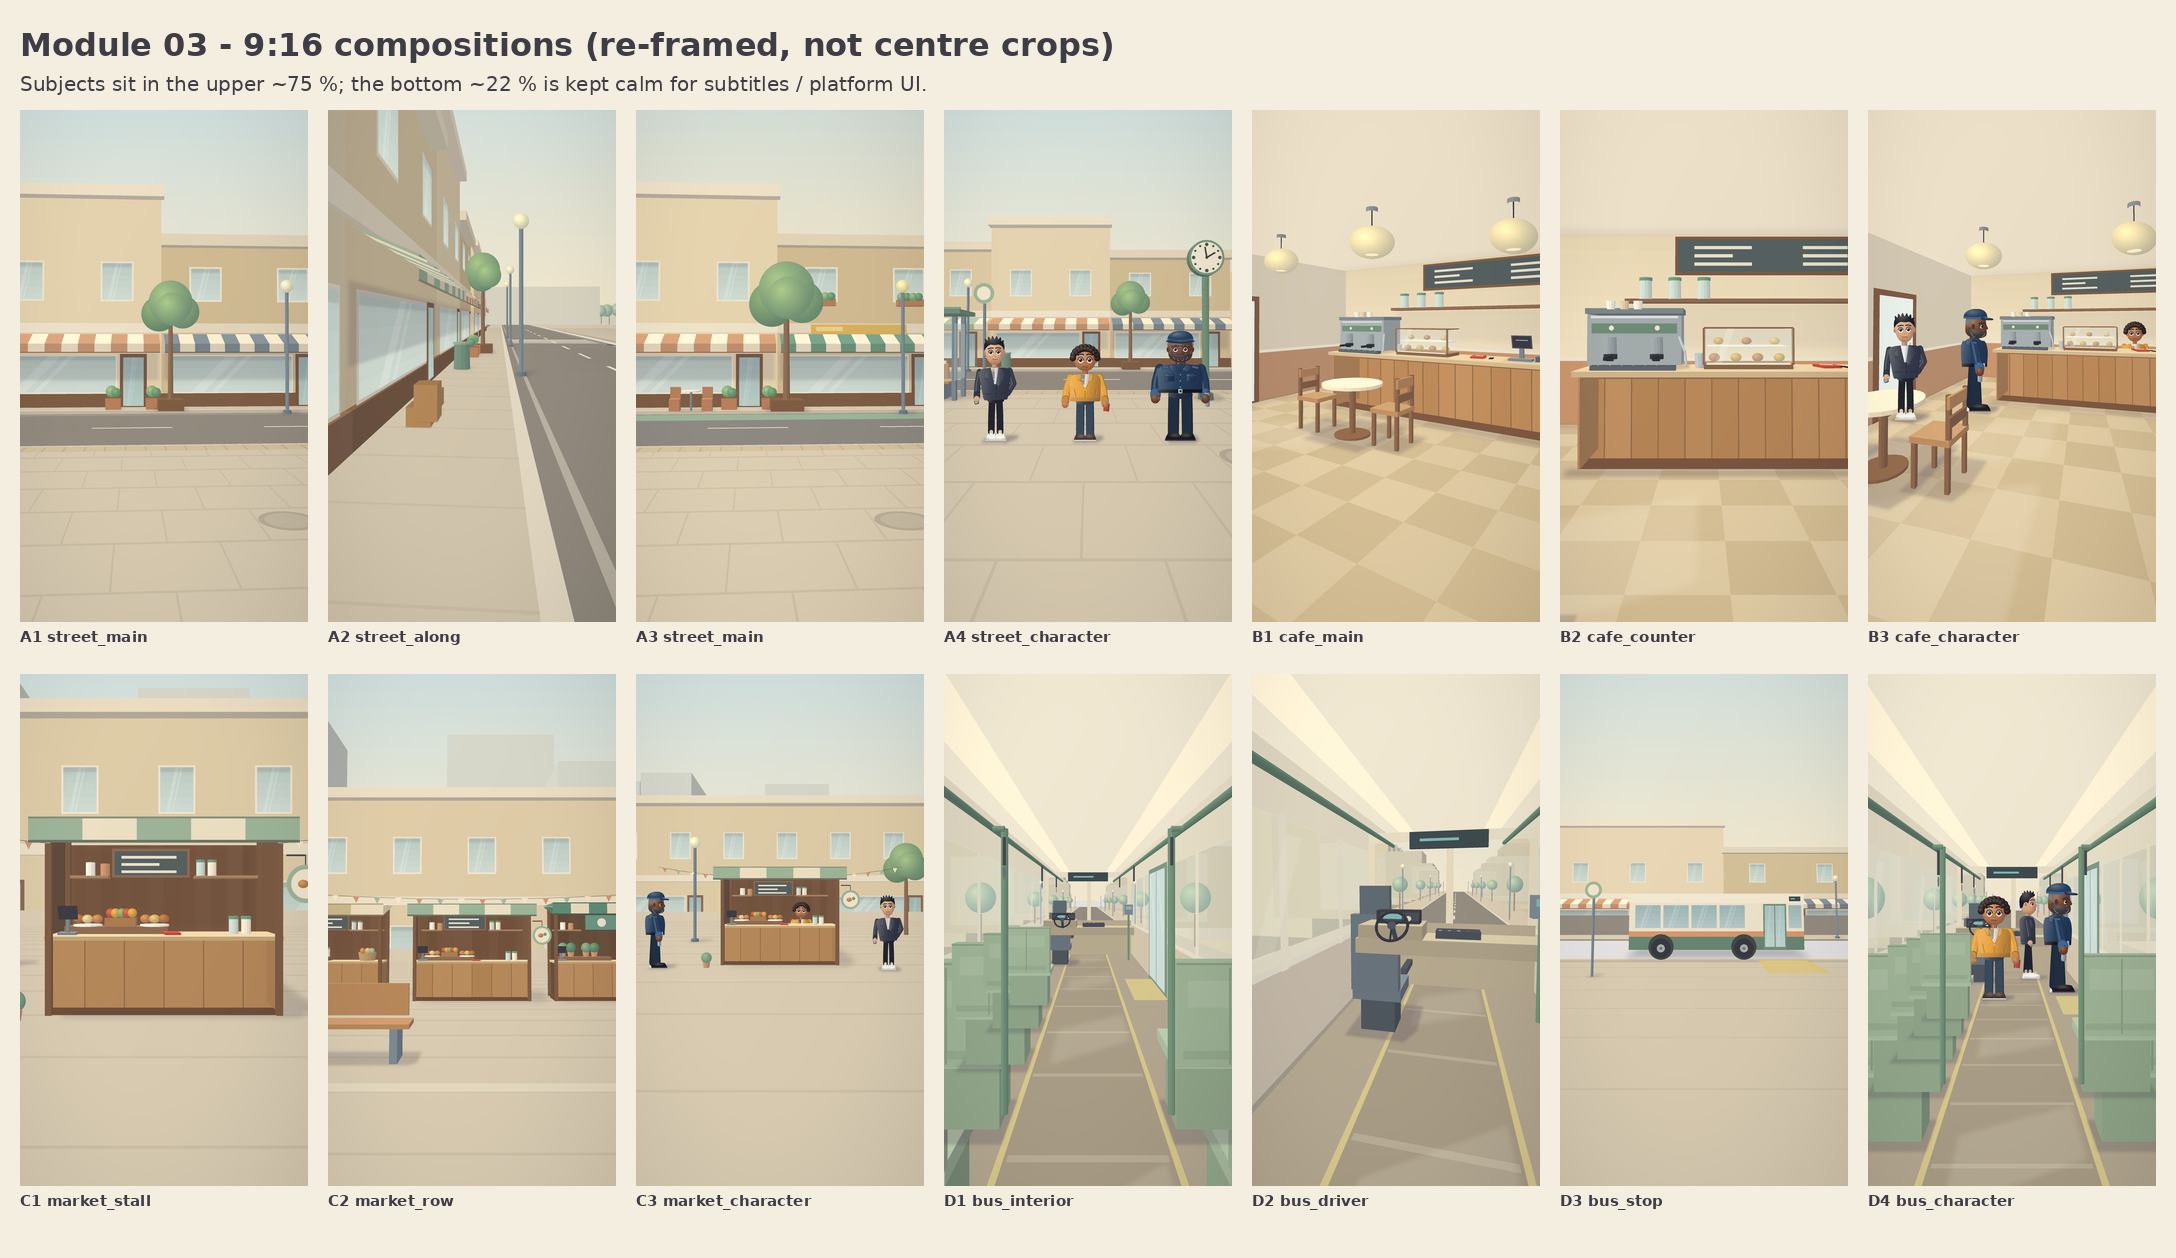 Module 03 - 9:16 compositions (re-framed, not centre crops)
Subjects sit in the upper ~75 %; the bottom ~22 % is kept calm for subtitles / platform UI.
A1 street_main
A2 street_along
A3 street_main
A4 street_character
B1 cafe_main
B2 cafe_counter
B3 cafe_character
C1 market_stall
C2 market_row
C3 market_character
D1 bus_interior
D2 bus_driver
D3 bus_stop
D4 bus_character